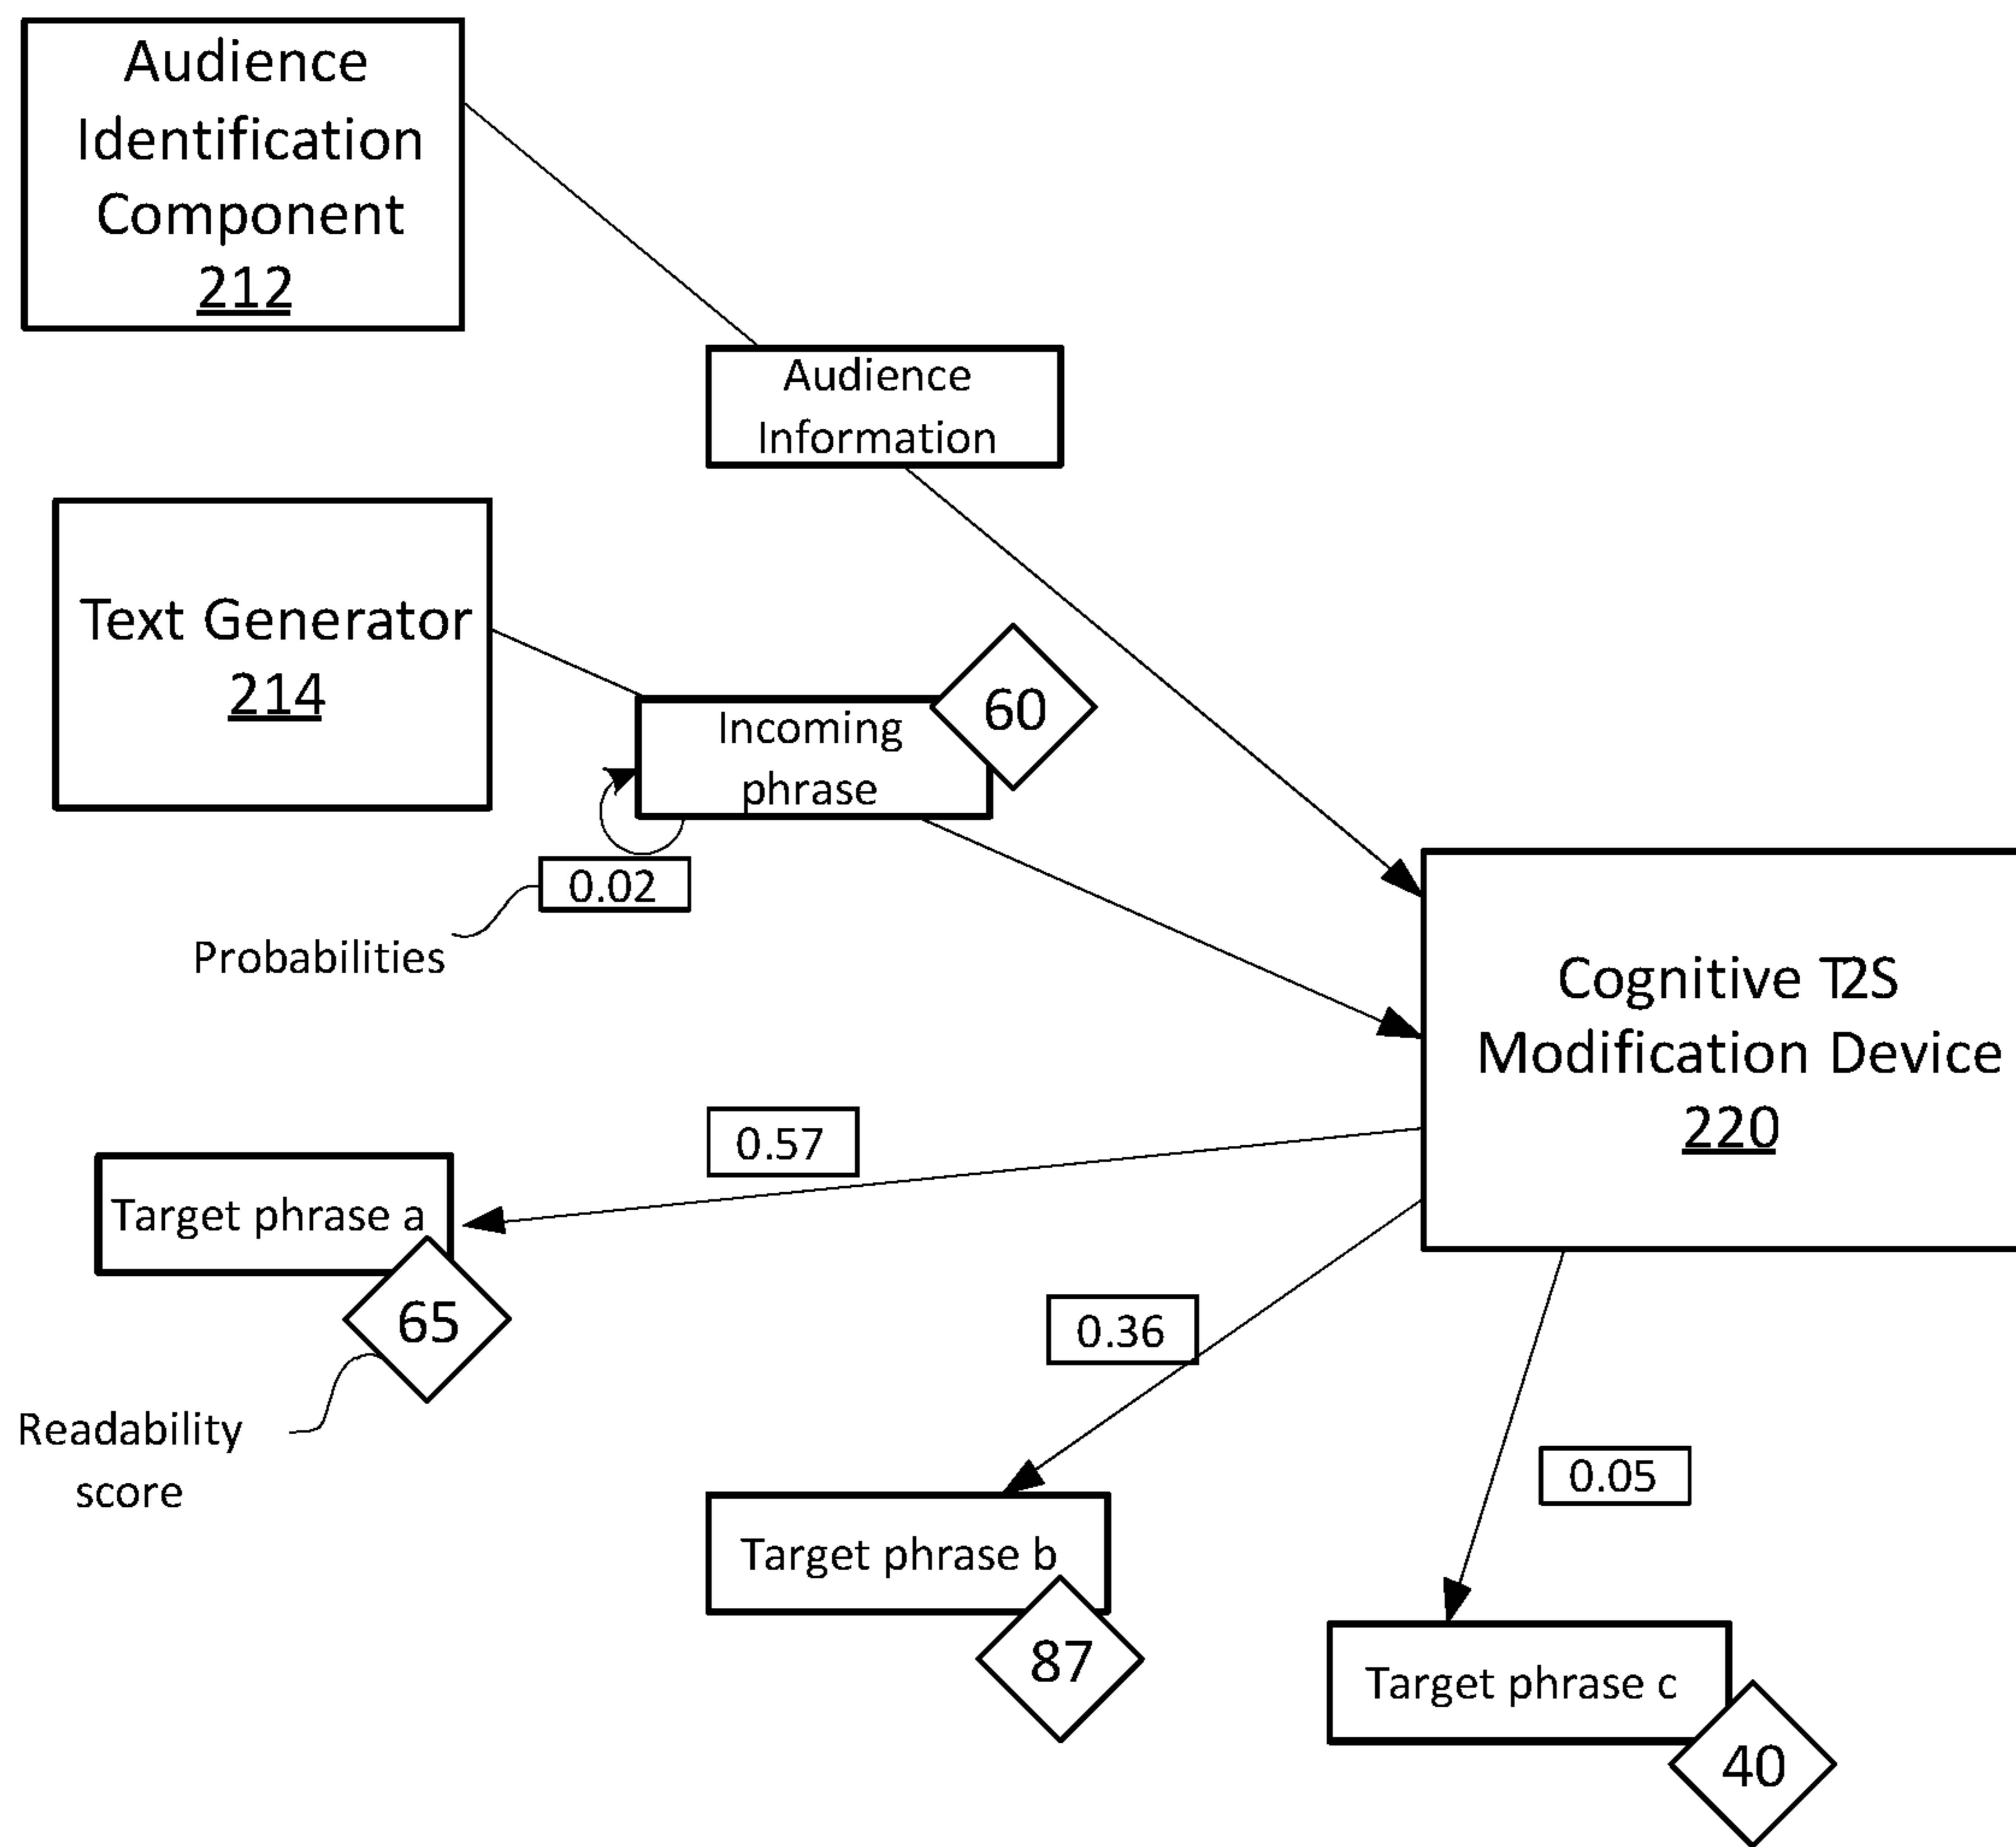 Audience
Identification
Component
212
Audience
Information
Text Generator
214
60
Incoming
phrase
0.02
Probabilities
Cognitive T2S
Modification Device
220
0.57
Target phrase a
65
Readability
score
0.36
Target phrase b
87
0.05
Target phrase c
40